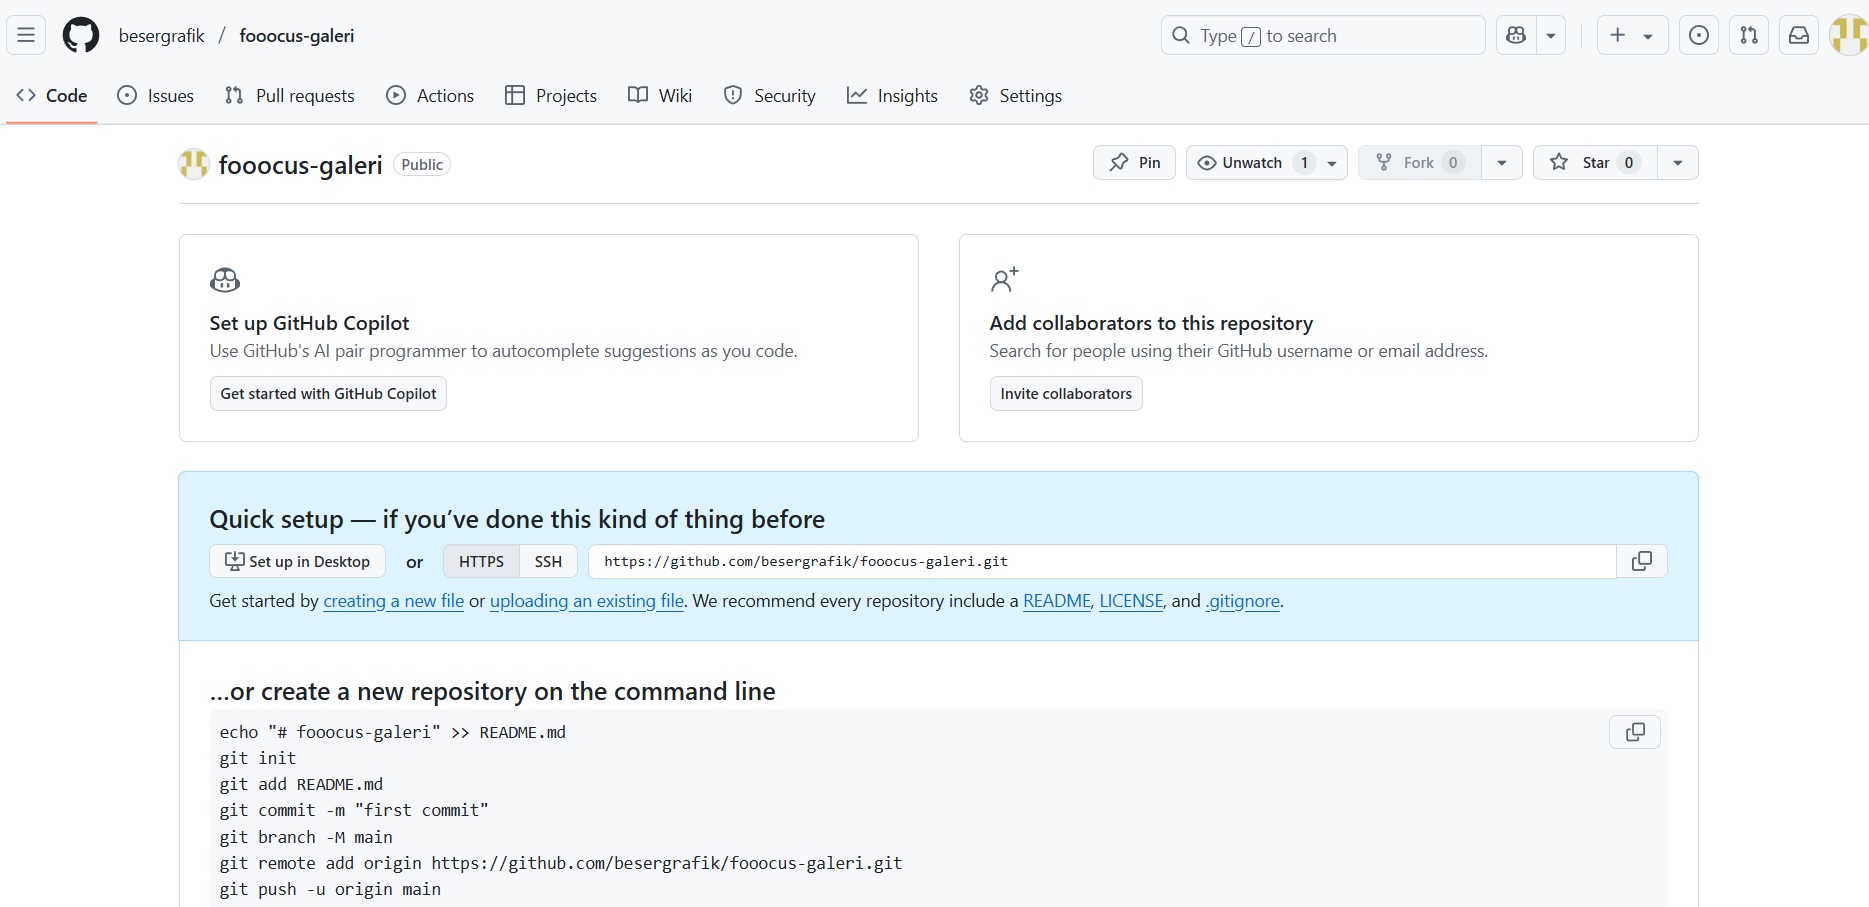 besergrafik / fooocus-galeri
Type / to search
Code Issues Pull requests Actions Projects Wiki Security Insights Settings
fooocus-galeri Public
Pin Unwatch 1 Fork 0 Star 0
Set up GitHub Copilot
Use GitHub's AI pair programmer to autocomplete suggestions as you code.
Get started with GitHub Copilot
Add collaborators to this repository
Search for people using their GitHub username or email address.
Invite collaborators
Quick setup — if you’ve done this kind of thing before
Set up in Desktop or HTTPS SSH https://github.com/besergrafik/fooocus-galeri.git
Get started by creating a new file or uploading an existing file. We recommend every repository include a README, LICENSE, and .gitignore.
…or create a new repository on the command line
echo "# fooocus-galeri" >> README.md
git init
git add README.md
git commit -m "first commit"
git branch -M main
git remote add origin https://github.com/besergrafik/fooocus-galeri.git
git push -u origin main